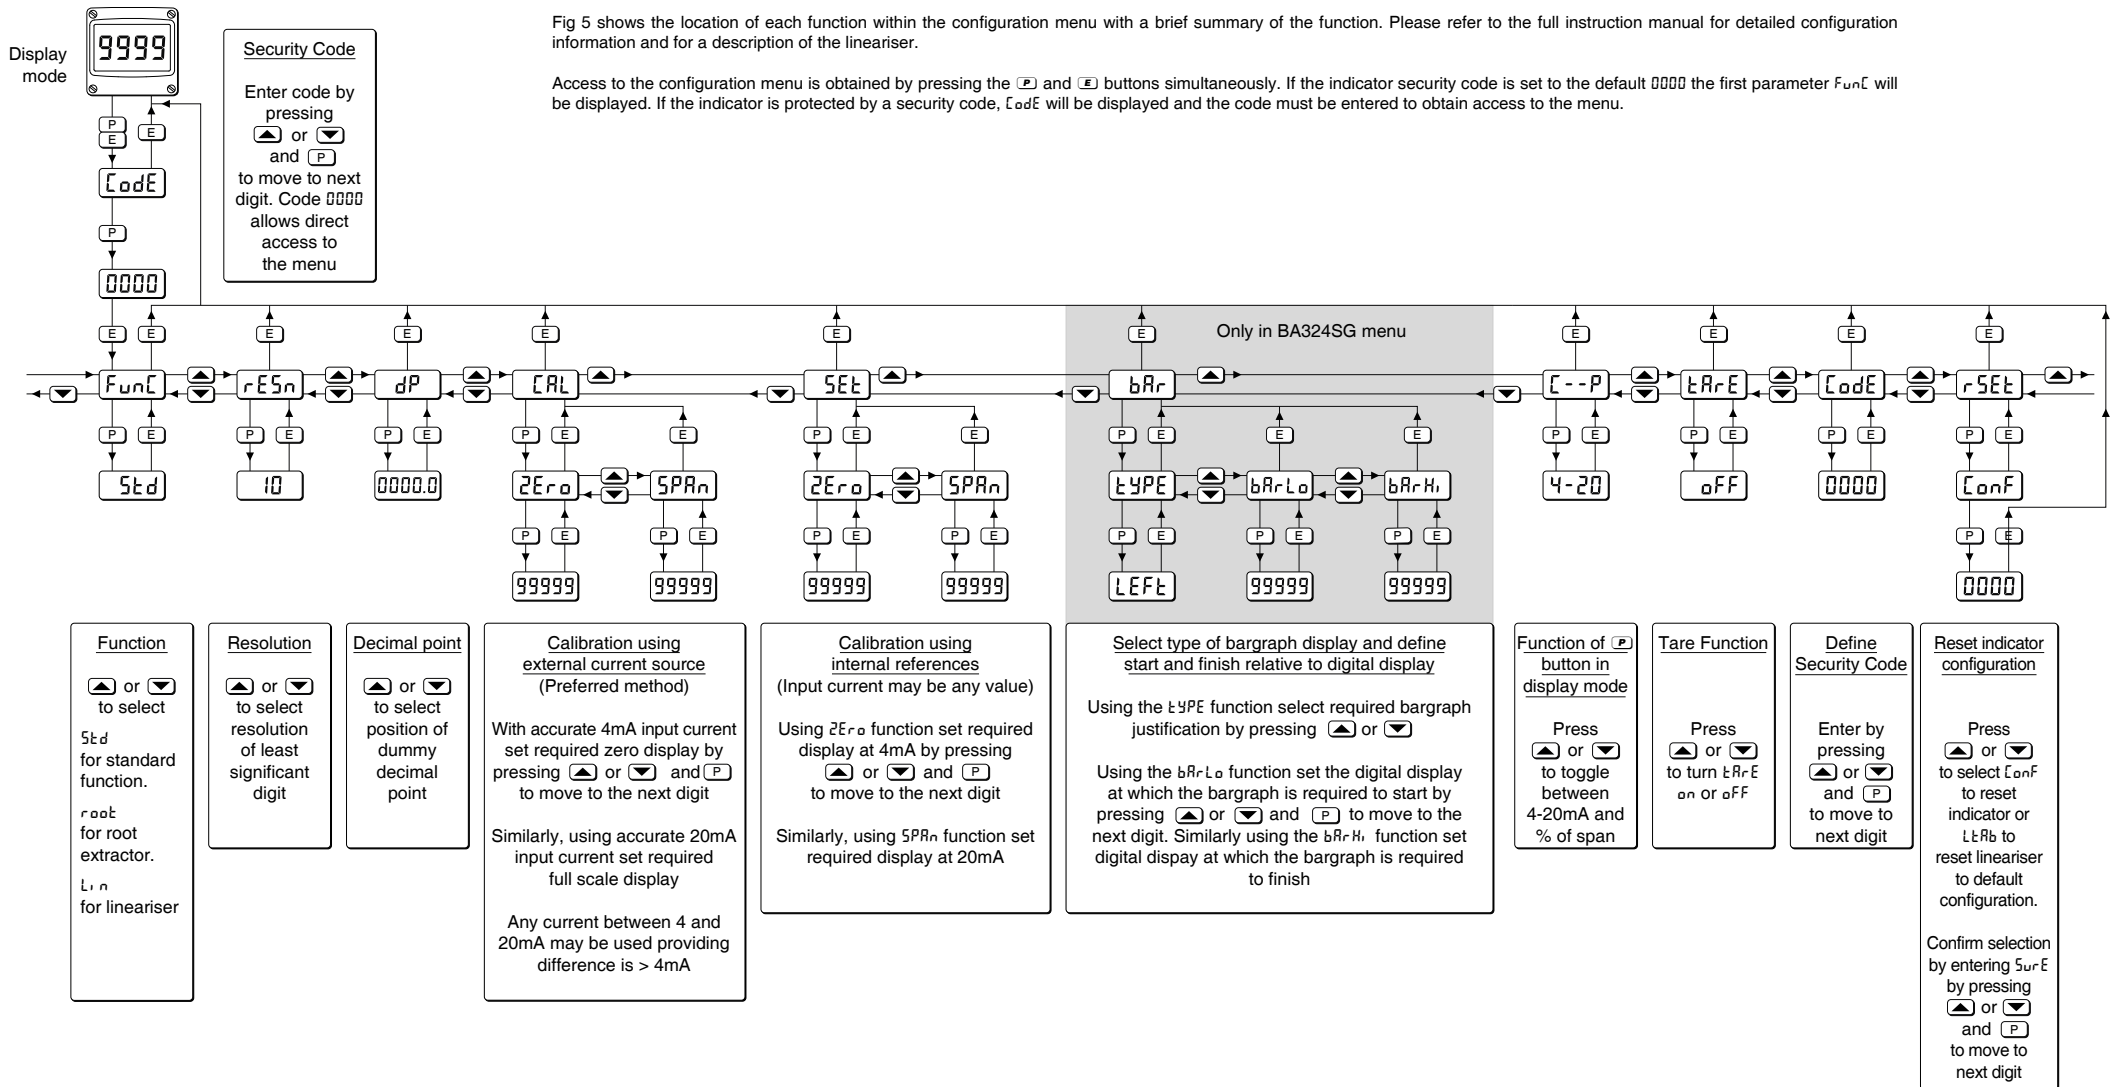 Fig 5 shows the location of each function within the configuration menu with a brief summary of the function. Please refer to the full instruction manual for detailed configuration
information and for a description of the lineariser.
Access to the configuration menu is obtained by pressing the P and E buttons simultaneously. If the indicator security code is set to the default 0000 the first parameter FunC will
be displayed. If the indicator is protected by a security code, CodE will be displayed and the code must be entered to obtain access to the menu.
Display
mode
9999
P
E
E
CodE
P
0000
Security Code
Enter code by
pressing
▲ or ▼
and P
to move to next
digit. Code 0000
allows direct
access to
the menu
Only in BA324SG menu
E E E E E E E E E E E
FunC rESn dP CAL SEt bAr C--P tArE CodE rSEt
P E P E P E P E E P E E P E E E P E P E P E P E
Std 10 0000.0 2Ero SPAn 2Ero SPAn tYPE bArLo bArHi 4-20 oFF 0000 ConF
P E P E P E P E P E P E P E P E
99999 99999 99999 99999 LEFt 99999 99999 0000
Function
▲ or ▼
to select
Std
for standard
function.
root
for root
extractor.
Lin
for lineariser
Resolution
▲ or ▼
to select
resolution
of least
significant
digit
Decimal point
▲ or ▼
to select
position of
dummy
decimal
point
Calibration using
external current source
(Preferred method)
With accurate 4mA input current
set required zero display by
pressing ▲ or ▼ and P
to move to the next digit
Similarly, using accurate 20mA
input current set required
full scale display
Any current between 4 and
20mA may be used providing
difference is > 4mA
Calibration using
internal references
(Input current may be any value)
Using 2Ero function set required
display at 4mA by pressing
▲ or ▼ and P
to move to the next digit
Similarly, using SPAn function set
required display at 20mA
Select type of bargraph display and define
start and finish relative to digital display
Using the tYPE function select required bargraph
justification by pressing ▲ or ▼
Using the bArLo function set the digital display
at which the bargraph is required to start by
pressing ▲ or ▼ and P to move to the
next digit. Similarly using the bArHi function set
digital dispay at which the bargraph is required
to finish
Function of P
button in
display mode
Press
▲ or ▼
to toggle
between
4-20mA and
% of span
Tare Function
Press
▲ or ▼
to turn tArE
on or oFF
Define
Security Code
Enter by
pressing
▲ or ▼
and P
to move to
next digit
Reset indicator
configuration
Press
▲ or ▼
to select ConF
to reset
indicator or
LtAb to
reset lineariser
to default
configuration.
Confirm selection
by entering SurE
by pressing
▲ or ▼
and P
to move to
next digit